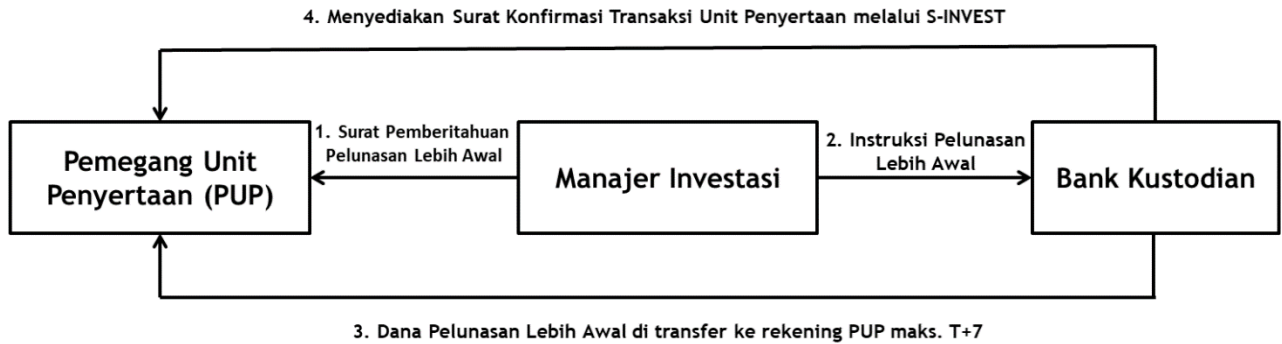 4. Menyediakan Surat Konfirmasi Transaksi Unit Penyertaan melalui S-INVEST
Pemegang Unit
Penyertaan (PUP)
1. Surat Pemberitahuan
Pelunasan Lebih Awal
Manajer Investasi
2. Instruksi Pelunasan
Lebih Awal
Bank Kustodian
3. Dana Pelunasan Lebih Awal di transfer ke rekening PUP maks. T+7